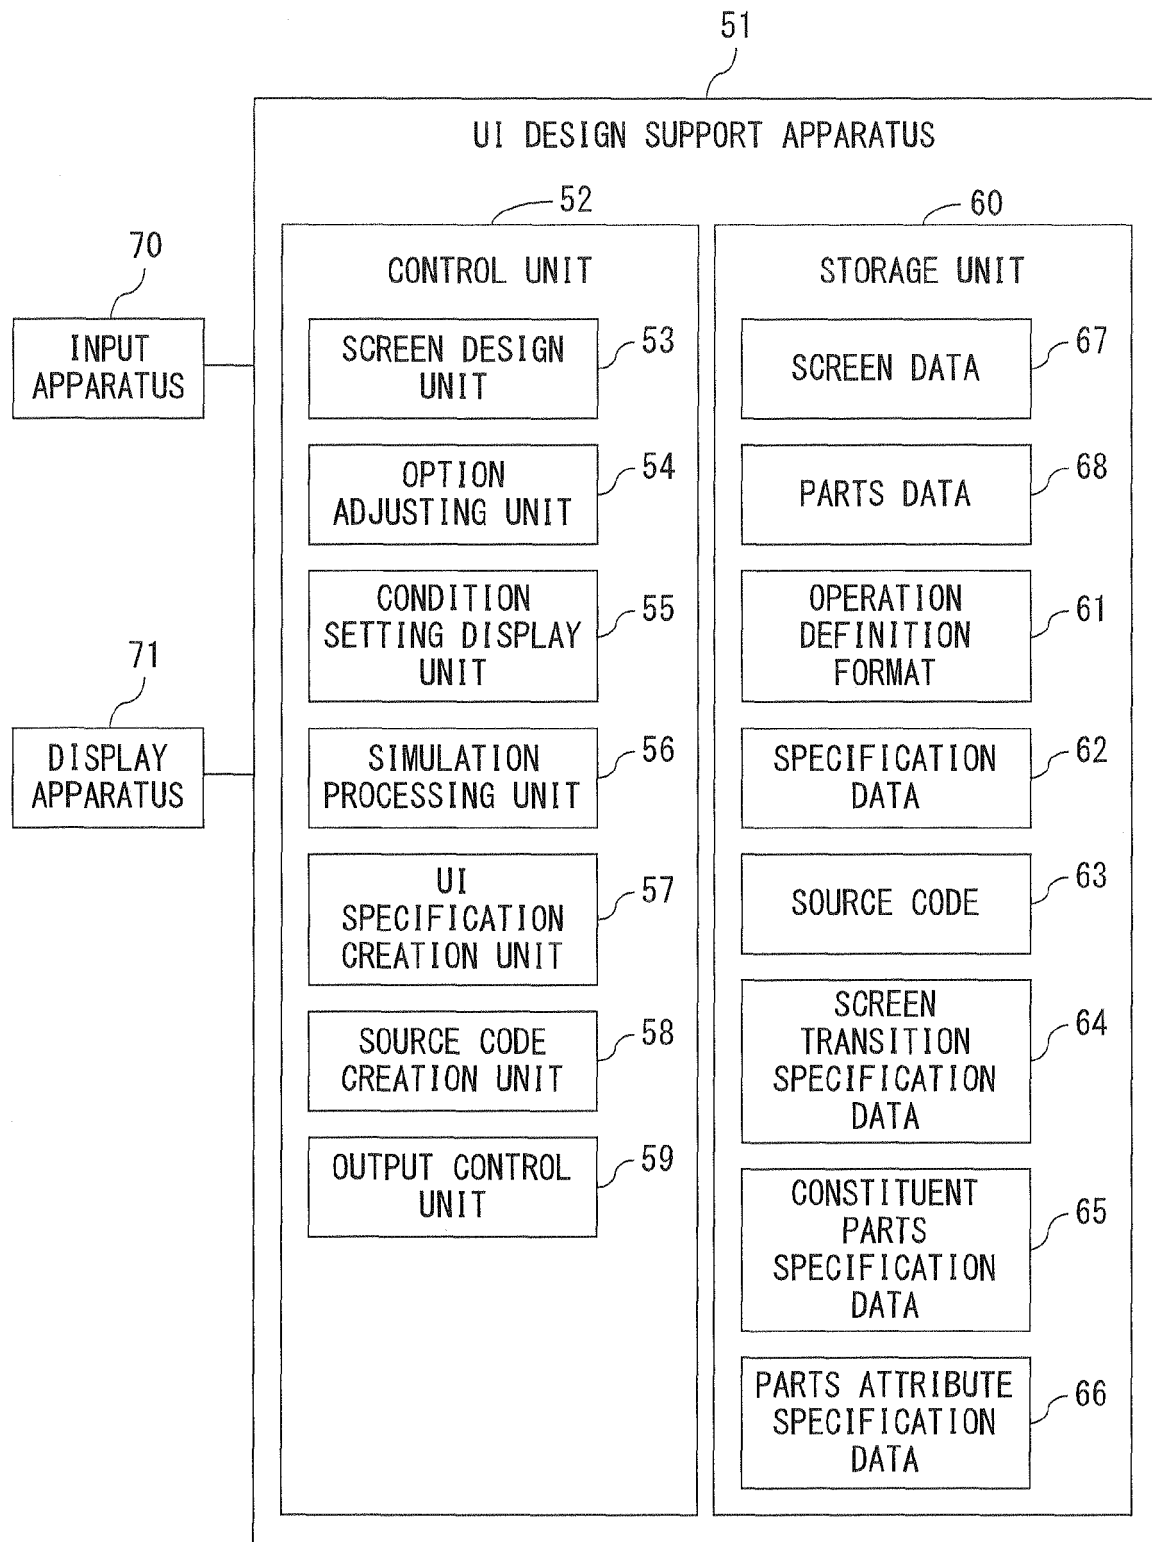 51
UI DESIGN SUPPORT APPARATUS
70
INPUT
APPARATUS
71
DISPLAY
APPARATUS
52
CONTROL UNIT
SCREEN DESIGN
UNIT
53
OPTION
ADJUSTING UNIT
54
CONDITION
SETTING DISPLAY
UNIT
55
SIMULATION
PROCESSING UNIT
56
UI
SPECIFICATION
CREATION UNIT
57
SOURCE CODE
CREATION UNIT
58
OUTPUT CONTROL
UNIT
59
60
STORAGE UNIT
SCREEN DATA
67
PARTS DATA
68
OPERATION
DEFINITION
FORMAT
61
SPECIFICATION
DATA
62
SOURCE CODE
63
SCREEN
TRANSITION
SPECIFICATION
DATA
64
CONSTITUENT
PARTS
SPECIFICATION
DATA
65
PARTS ATTRIBUTE
SPECIFICATION
DATA
66